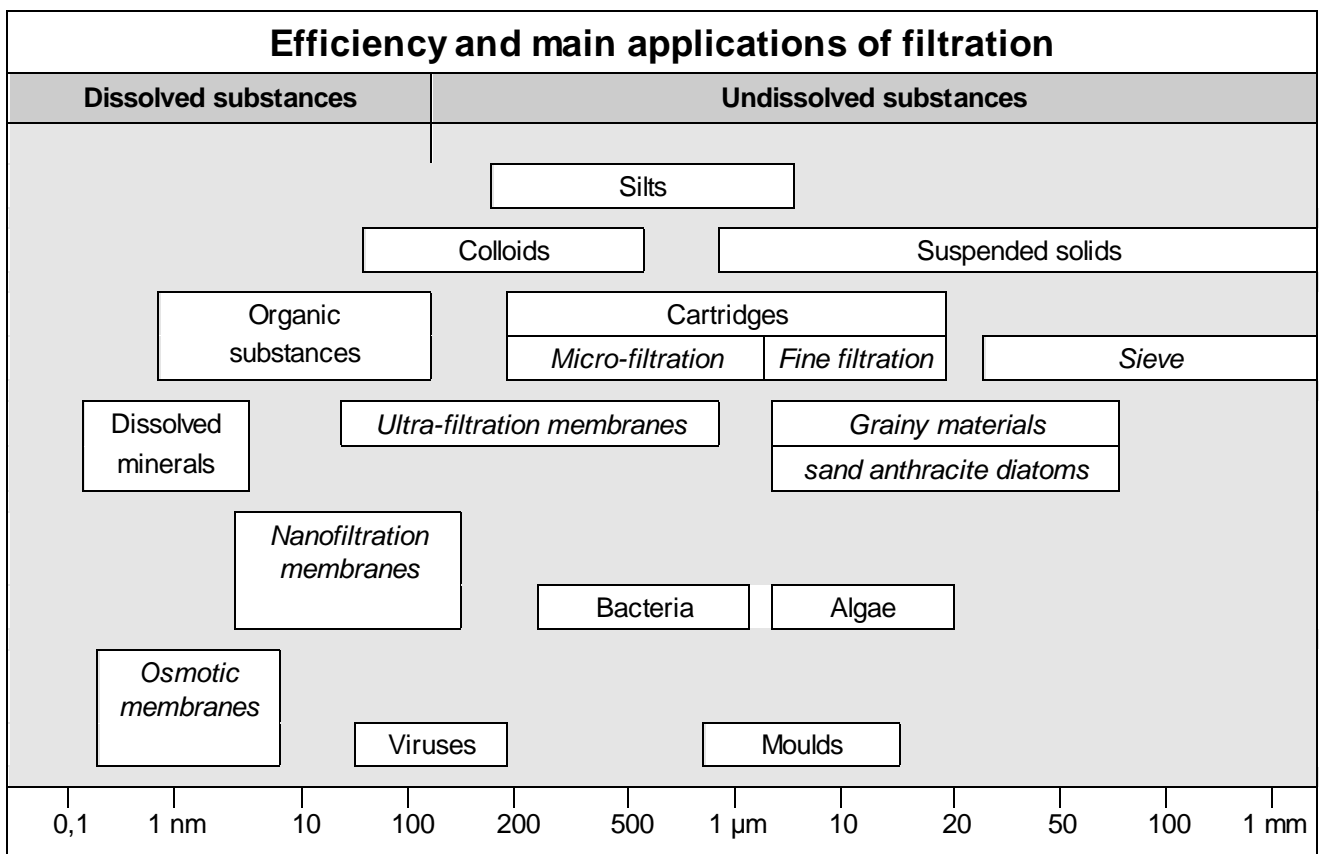 Efficiency and main applications of filtration
Dissolved substances
Undissolved substances
Silts
Colloids
Suspended solids
Organic
substances
Cartridges
Micro-filtration
Fine filtration
Sieve
Dissolved
minerals
Ultra-filtration membranes
Grainy materials
sand anthracite diatoms
Nanofiltration
membranes
Bacteria
Algae
Osmotic
membranes
Viruses
Moulds
0,1 1 nm 10 100 200 500 1 µm 10 20 50 100 1 mm